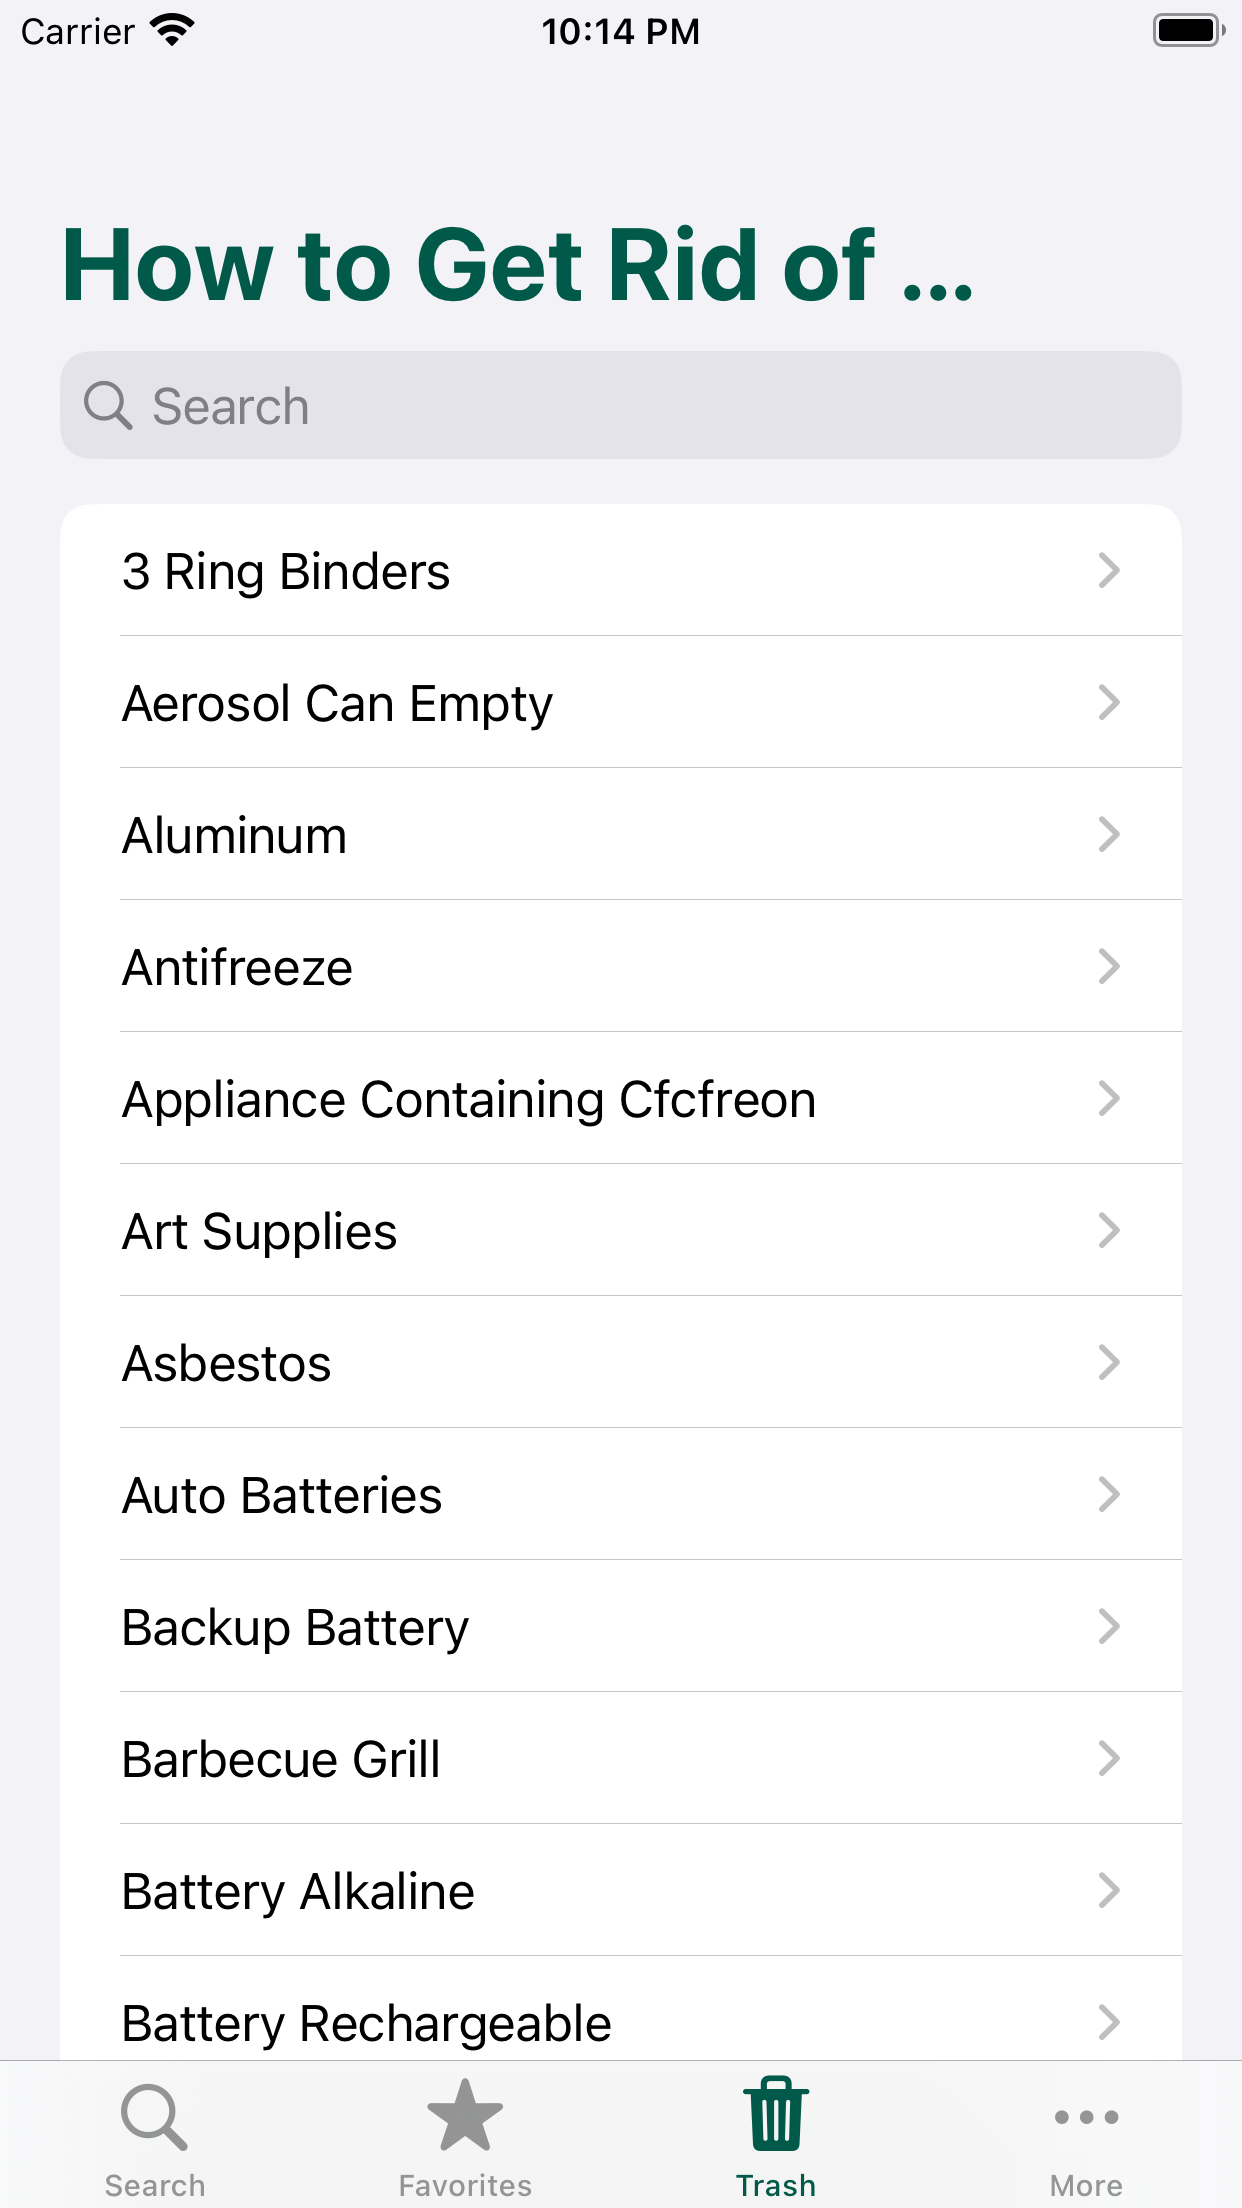 Carrier 10:14 PM
How to Get Rid of ...
Search
3 Ring Binders
Aerosol Can Empty
Aluminum
Antifreeze
Appliance Containing Cfcfreon
Art Supplies
Asbestos
Auto Batteries
Backup Battery
Barbecue Grill
Battery Alkaline
Battery Rechargeable
Search Favorites Trash More